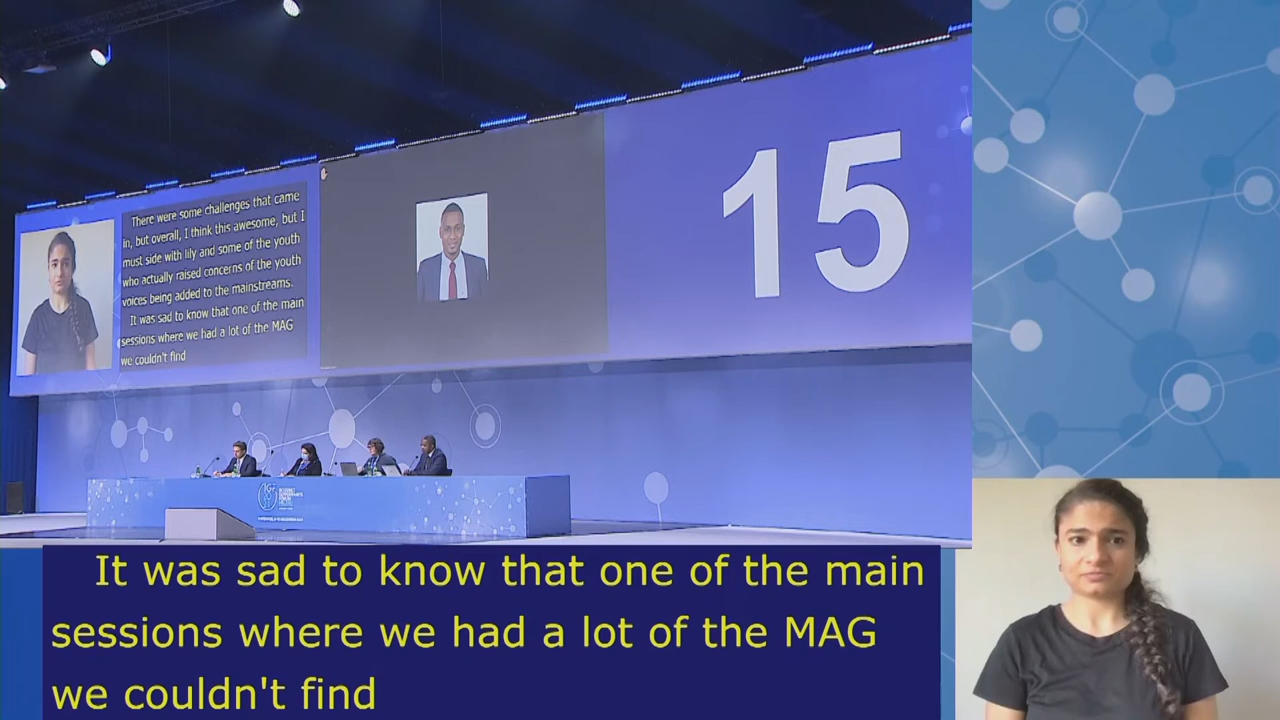 There were some challenges that came
in, but overall, I think this awesome, but I
must side with lily and some of the youth
who actually raised concerns of the youth
voices being added to the mainstreams.
It was sad to know that one of the main
sessions where we had a lot of the MAG
we couldn't find
15
It was sad to know that one of the main
sessions where we had a lot of the MAG
we couldn't find